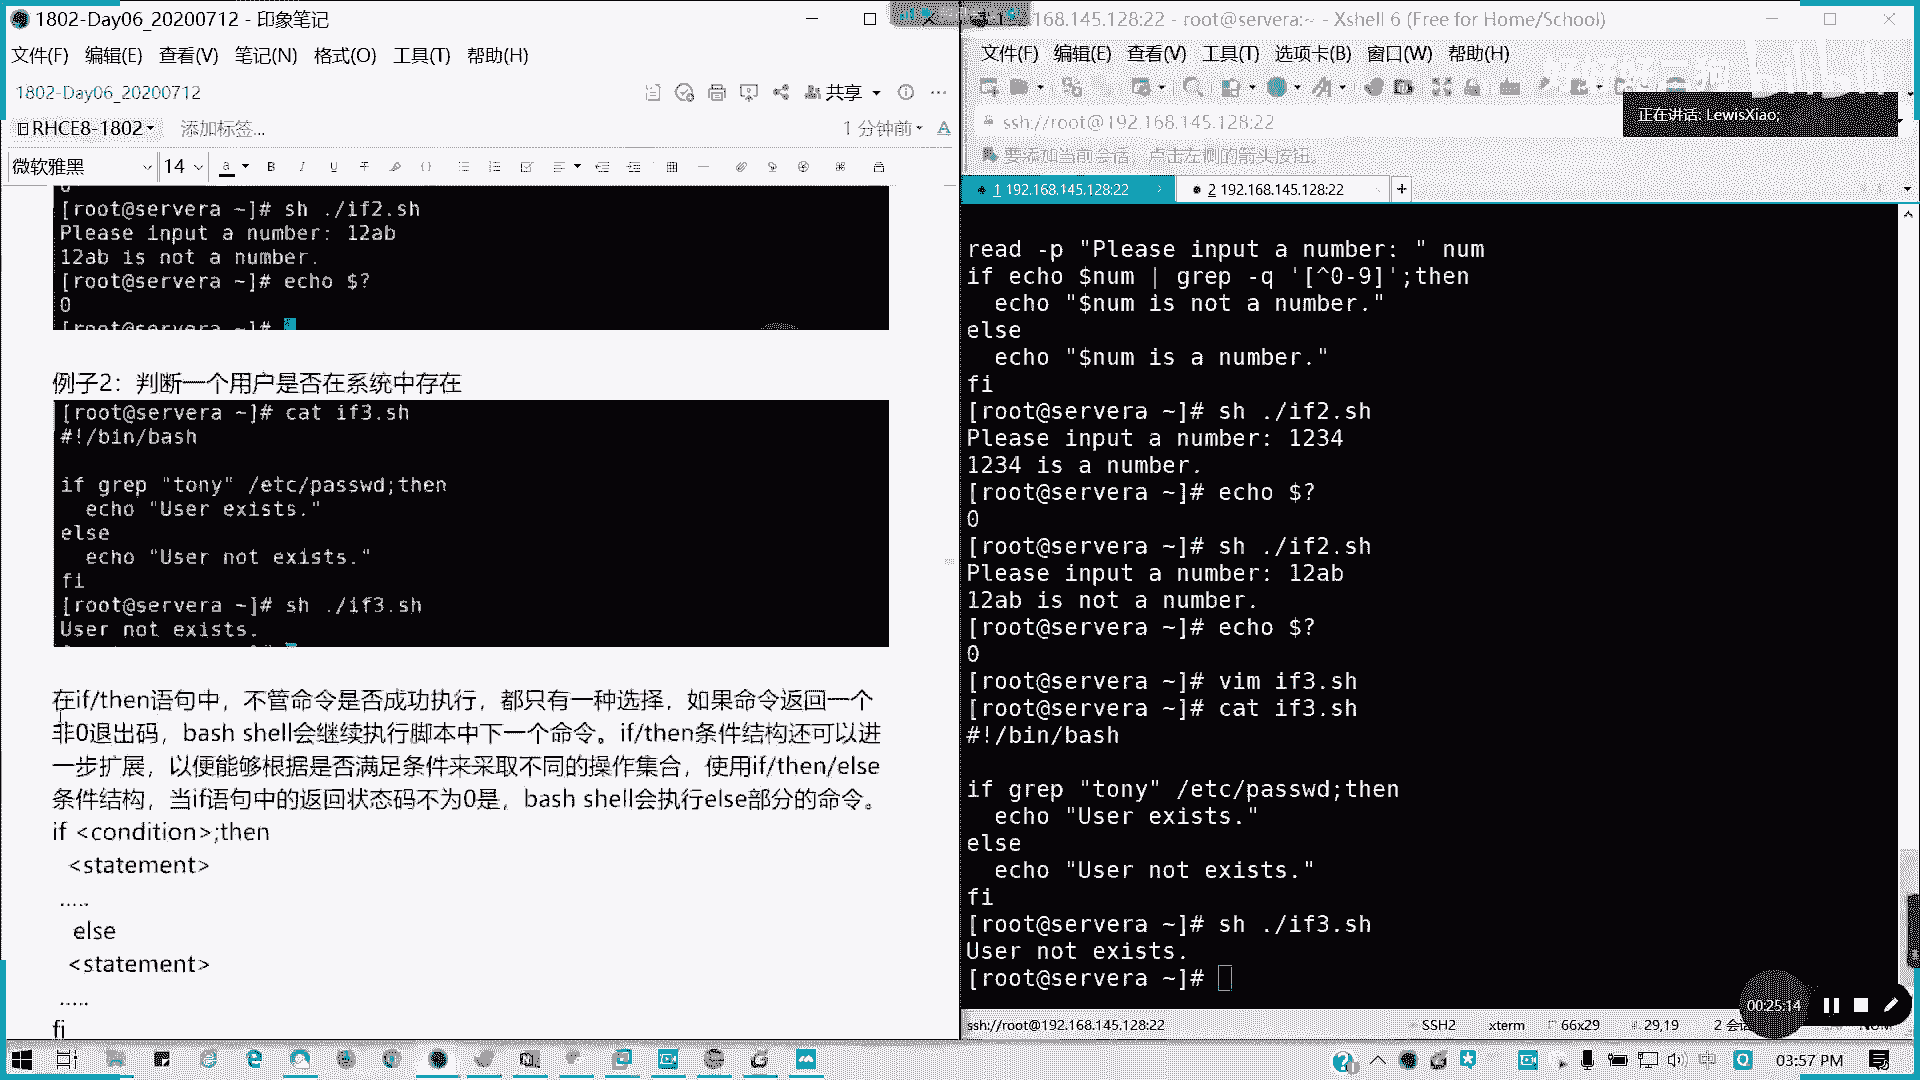 1802-Day06_20200712 - 印象笔记
文件(F) 编辑(E) 查看(V) 笔记(N) 格式(O) 工具(T) 帮助(H)
1802-Day06_20200712
共享
RHCE8-1802
添加标签...
1 分钟前
微软雅黑
14
0
[root@servera ~]# sh ./if2.sh
Please input a number: 12ab
12ab is not a number.
[root@servera ~]# echo $?
0
[root@servera ~]#
例子2：判断一个用户是否在系统中存在
[root@servera ~]# cat if3.sh
#!/bin/bash
if grep "tony" /etc/passwd;then
echo "User exists."
else
echo "User not exists."
fi
[root@servera ~]# sh ./if3.sh
User not exists.
在if/then语句中，不管命令是否成功执行，都只有一种选择，如果命令返回一个
非0退出码，bash shell会继续执行脚本中下一个命令。if/then条件结构还可以进
一步扩展，以便能够根据是否满足条件来采取不同的操作集合，使用if/then/else
条件结构，当if语句中的返回状态码不为0是，bash shell会执行else部分的命令。
if <condition>;then
<statement>
.....
else
<statement>
.....
fi
168.145.128:22 - root@servera:~ - Xshell 6 (Free for Home/School)
文件(F) 编辑(E) 查看(V) 工具(T) 选项卡(B) 窗口(W) 帮助(H)
ssh://root@192.168.145.128:22
正在讲话: LewisXiao;
要添加当前会话，点击左侧的箭头按钮。
1 192.168.145.128:22
2 192.168.145.128:22
read -p "Please input a number: " num
if echo $num | grep -q '[^0-9]';then
echo "$num is not a number."
else
echo "$num is a number."
fi
[root@servera ~]# sh ./if2.sh
Please input a number: 1234
1234 is a number.
[root@servera ~]# echo $?
0
[root@servera ~]# sh ./if2.sh
Please input a number: 12ab
12ab is not a number.
[root@servera ~]# echo $?
0
[root@servera ~]# vim if3.sh
[root@servera ~]# cat if3.sh
#!/bin/bash
if grep "tony" /etc/passwd;then
echo "User exists."
else
echo "User not exists."
fi
[root@servera ~]# sh ./if3.sh
User not exists.
[root@servera ~]#
00:25:14
ssh://root@192.168.145.128:22
SSH2
xterm
66x29
29,19
03:57 PM